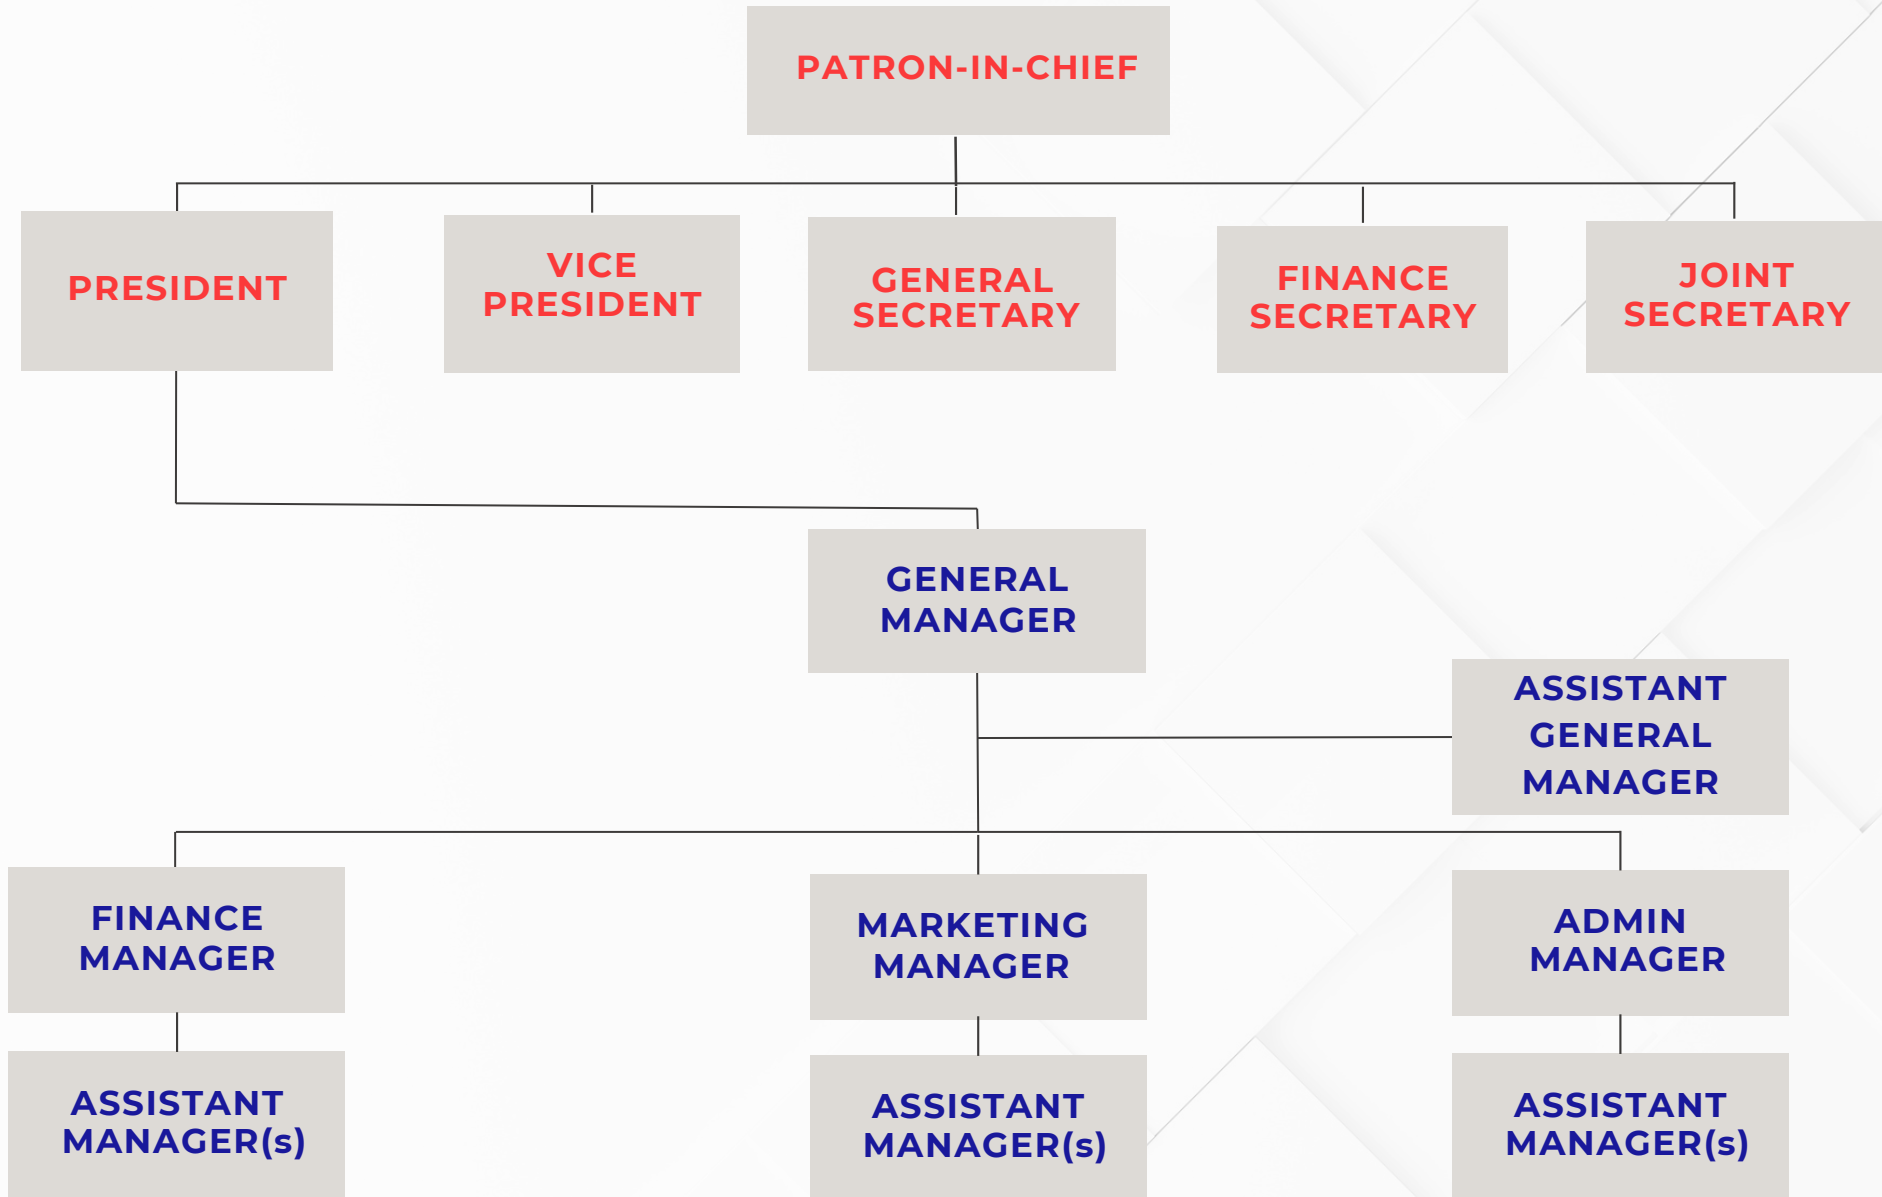 PATRON-IN-CHIEF
PRESIDENT
VICE
PRESIDENT
GENERAL
SECRETARY
FINANCE
SECRETARY
JOINT
SECRETARY
GENERAL
MANAGER
ASSISTANT
GENERAL
MANAGER
FINANCE
MANAGER
MARKETING
MANAGER
ADMIN
MANAGER
ASSISTANT
MANAGER(s)
ASSISTANT
MANAGER(s)
ASSISTANT
MANAGER(s)